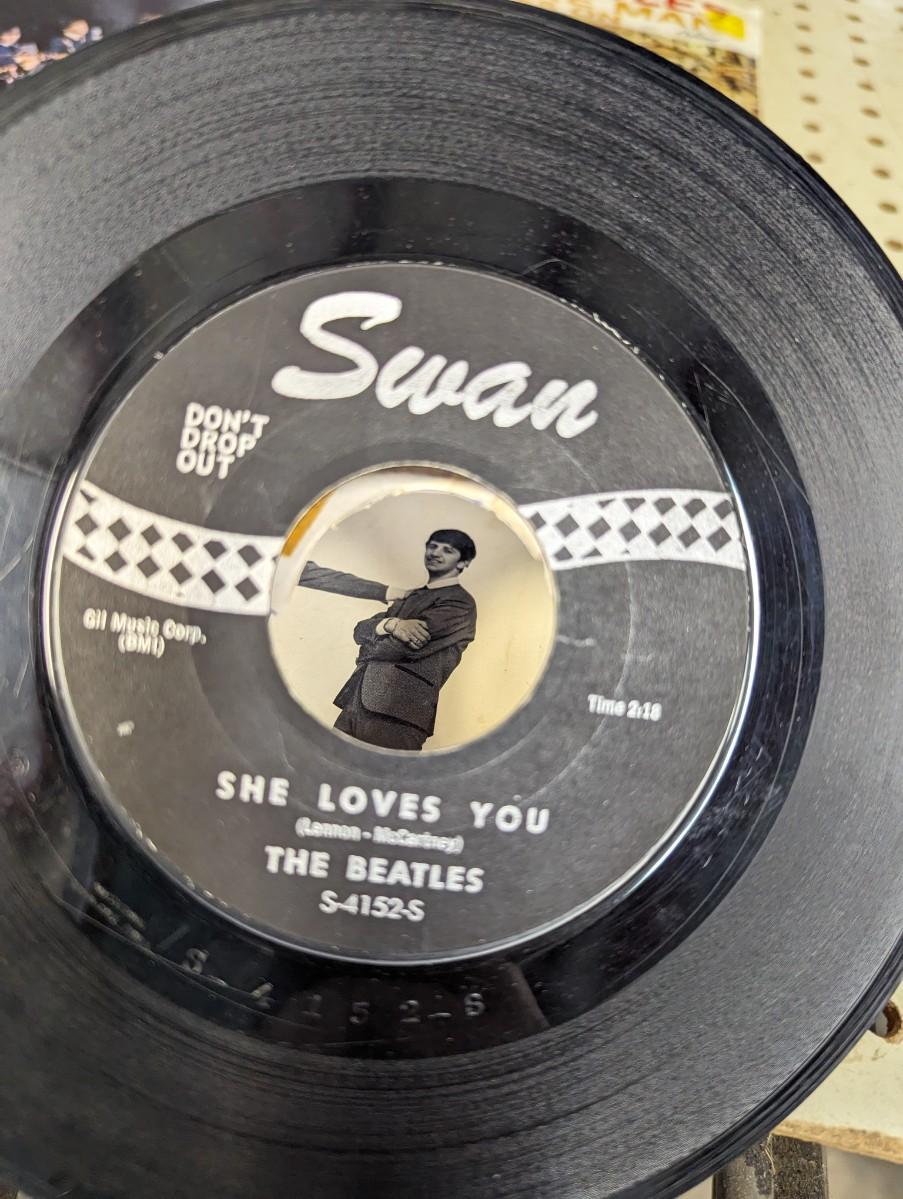 Swan
DON'T
DROP
OUT
Gil Music Corp.
(BMI)
Time 2:18
SHE LOVES YOU
(Lennon - McCartney)
THE BEATLES
S-4152-S
S-4152-S